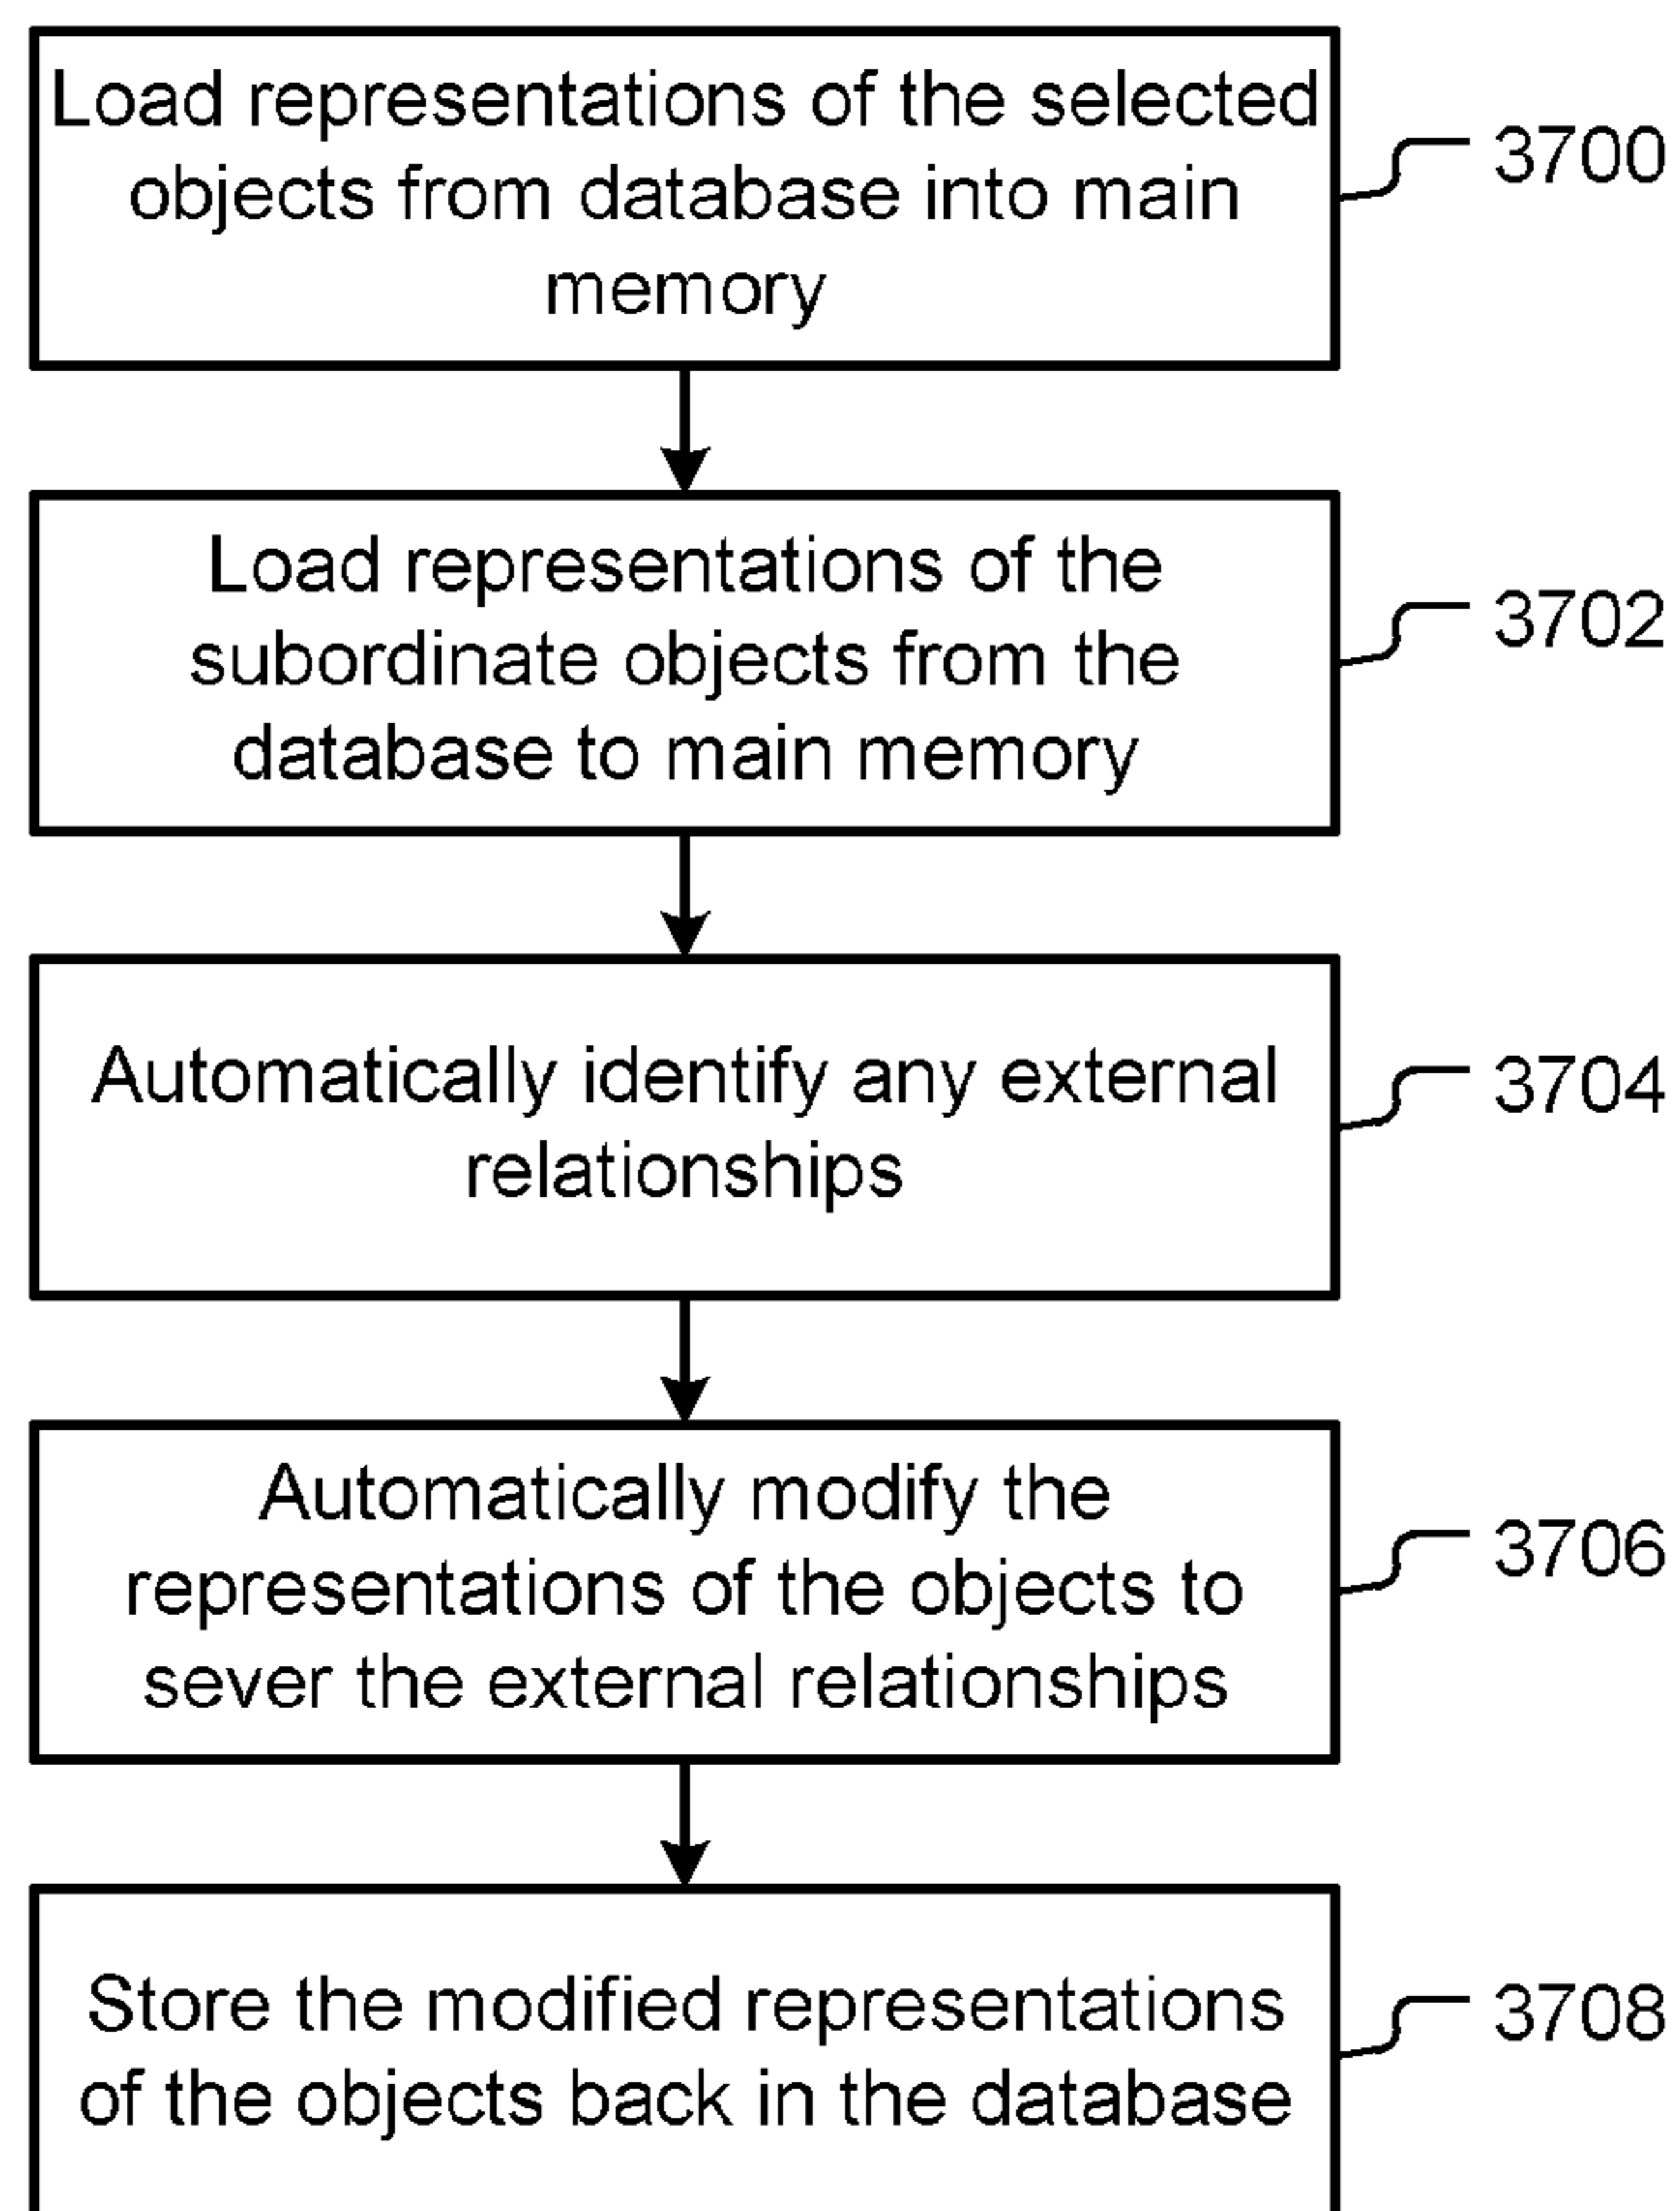 Load representations of the selected
objects from database into main
memory
3700
Load representations of the
subordinate objects from the
database to main memory
3702
Automatically identify any external
relationships
3704
Automatically modify the
representations of the objects to
sever the external relationships
3706
Store the modified representations
of the objects back in the database
3708